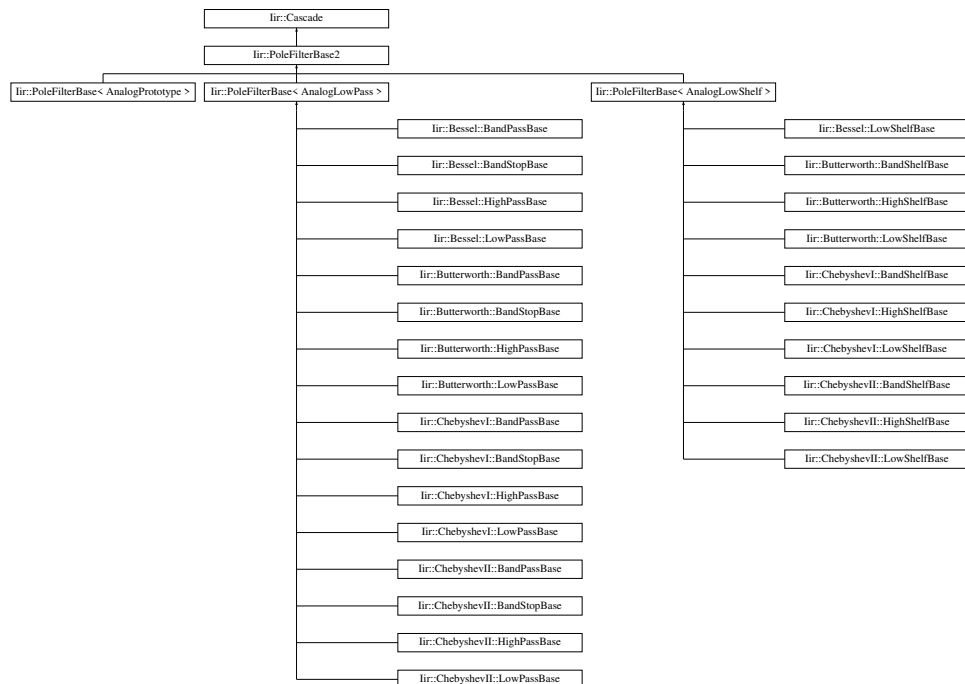 Iir::Cascade
Iir::PoleFilterBase2
Iir::PoleFilterBase< AnalogPrototype >
Iir::PoleFilterBase< AnalogLowPass >
Iir::PoleFilterBase< AnalogLowShelf >
Iir::Bessel::BandPassBase
Iir::Bessel::BandStopBase
Iir::Bessel::HighPassBase
Iir::Bessel::LowPassBase
Iir::Butterworth::BandPassBase
Iir::Butterworth::BandStopBase
Iir::Butterworth::HighPassBase
Iir::Butterworth::LowPassBase
Iir::ChebyshevI::BandPassBase
Iir::ChebyshevI::BandStopBase
Iir::ChebyshevI::HighPassBase
Iir::ChebyshevI::LowPassBase
Iir::ChebyshevII::BandPassBase
Iir::ChebyshevII::BandStopBase
Iir::ChebyshevII::HighPassBase
Iir::ChebyshevII::LowPassBase
Iir::Bessel::LowShelfBase
Iir::Butterworth::BandShelfBase
Iir::Butterworth::HighShelfBase
Iir::Butterworth::LowShelfBase
Iir::ChebyshevI::BandShelfBase
Iir::ChebyshevI::HighShelfBase
Iir::ChebyshevI::LowShelfBase
Iir::ChebyshevII::BandShelfBase
Iir::ChebyshevII::HighShelfBase
Iir::ChebyshevII::LowShelfBase